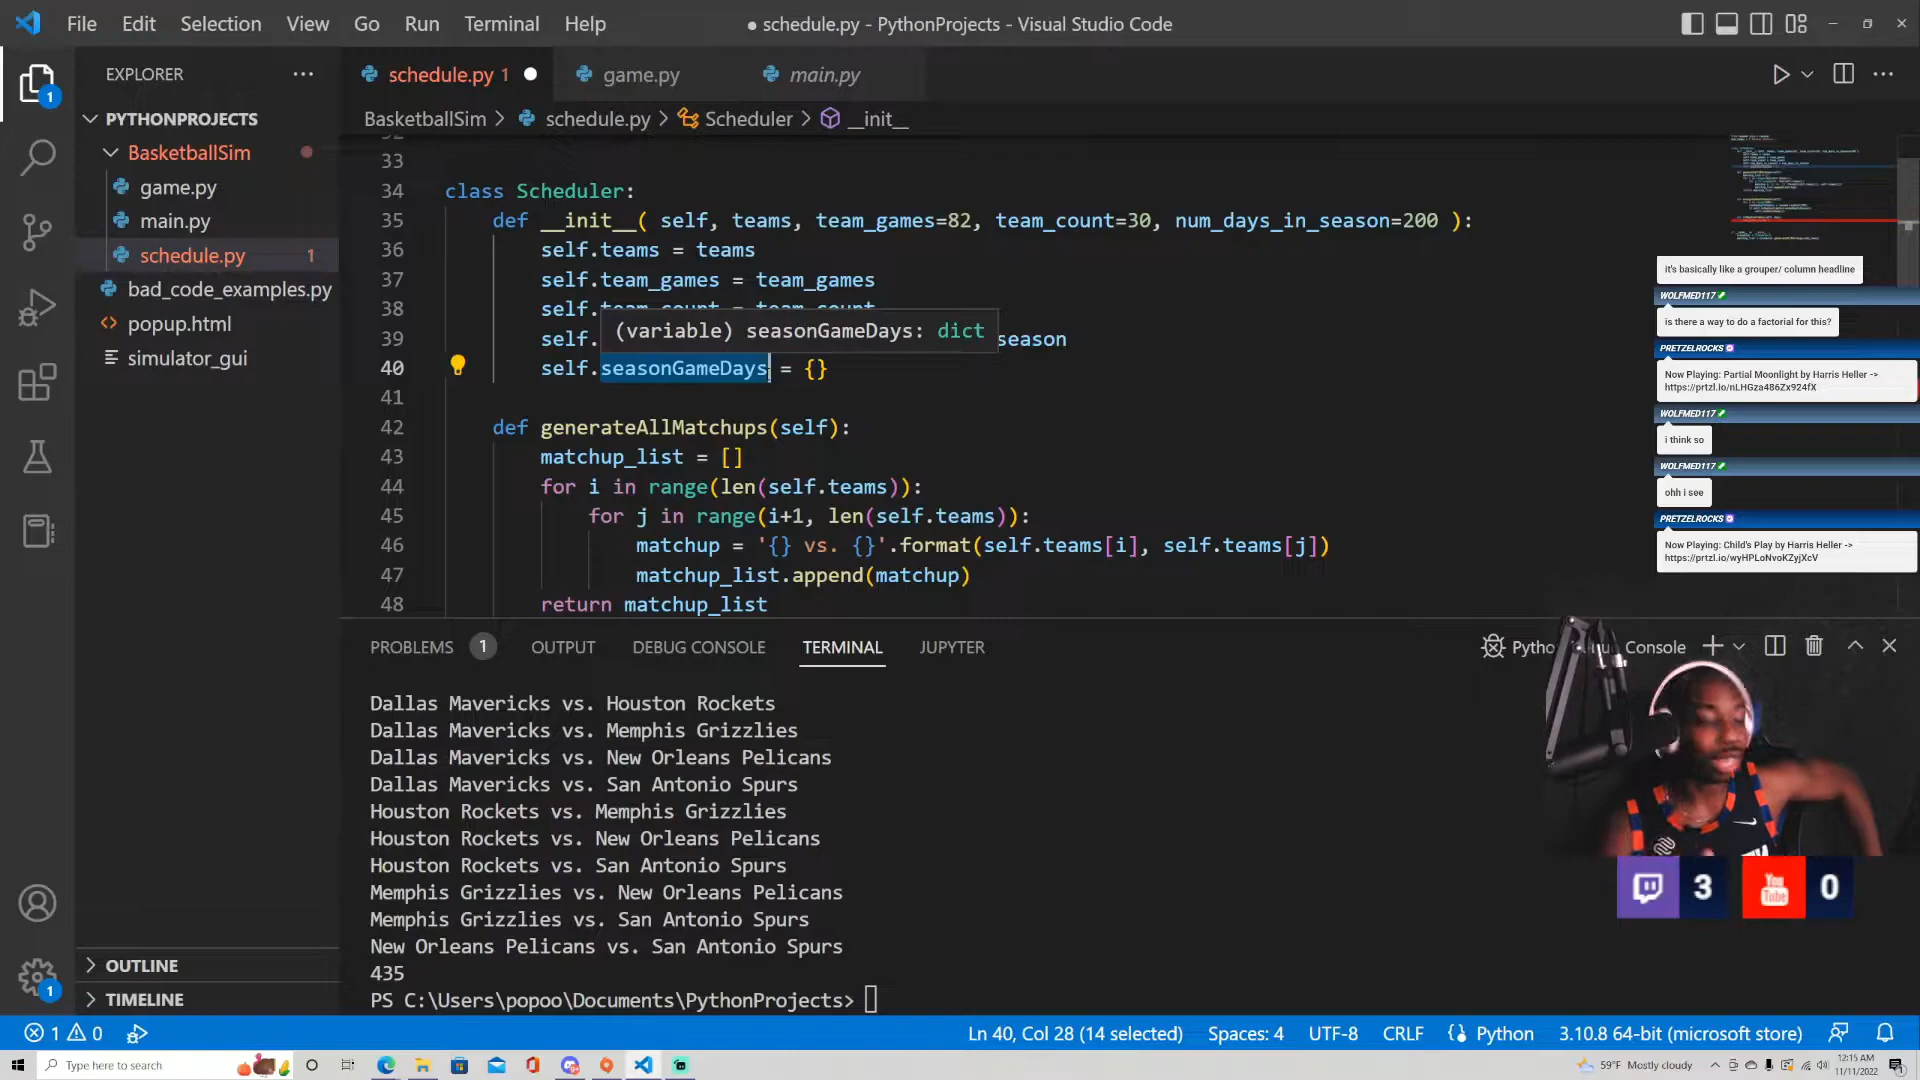 File Edit Selection View Go Run Terminal Help
● schedule.py - PythonProjects - Visual Studio Code
EXPLORER
schedule.py 1
game.py
main.py
PYTHONPROJECTS
BasketballSim
game.py
main.py
schedule.py 1
bad_code_examples.py
popup.html
simulator_gui
OUTLINE
TIMELINE
1
1
BasketballSim > schedule.py > Scheduler > __init__
33
34 class Scheduler:
35 def __init__( self, teams, team_games=82, team_count=30, num_days_in_season=200 ):
36 self.teams = teams
37 self.team_games = team_games
38 self.team_count = team_count
(variable) seasonGameDays: dict
39 self. season
40 self.seasonGameDays = {}
41
42 def generateAllMatchups(self):
43 matchup_list = []
44 for i in range(len(self.teams)):
45 for j in range(i+1, len(self.teams)):
46 matchup = '{} vs. {}'.format(self.teams[i], self.teams[j])
47 matchup_list.append(matchup)
48 return matchup_list
it's basically like a grouper/ column headline
WOLFMED117
is there a way to do a factorial for this?
PRETZELROCKS
Now Playing: Partial Moonlight by Harris Heller ->
https://prtzl.io/nLHGza486Zx924fX
WOLFMED117
i think so
WOLFMED117
ohh i see
PRETZELROCKS
Now Playing: Child's Play by Harris Heller ->
https://prtzl.io/wyHPLoNvoKZyjXcV
PROBLEMS 1 OUTPUT DEBUG CONSOLE TERMINAL JUPYTER
Console
Dallas Mavericks vs. Houston Rockets
Dallas Mavericks vs. Memphis Grizzlies
Dallas Mavericks vs. New Orleans Pelicans
Dallas Mavericks vs. San Antonio Spurs
Houston Rockets vs. Memphis Grizzlies
Houston Rockets vs. New Orleans Pelicans
Houston Rockets vs. San Antonio Spurs
Memphis Grizzlies vs. New Orleans Pelicans
Memphis Grizzlies vs. San Antonio Spurs
New Orleans Pelicans vs. San Antonio Spurs
435
PS C:\Users\popoo\Documents\PythonProjects>
3
You Tube
0
1 0
Ln 40, Col 28 (14 selected) Spaces: 4 UTF-8 CRLF Python 3.10.8 64-bit (microsoft store)
Type here to search
59°F Mostly cloudy
12:15 AM
11/11/2022